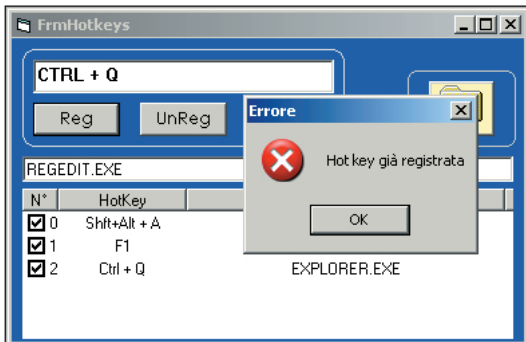 FrmHotkeys
CTRL + Q
Reg UnReg
Errore
Hot key già registrata
OK
REGEDIT.EXE
N° HotKey
0 Shft+Alt + A
1 F1
2 Ctrl + Q EXPLORER.EXE